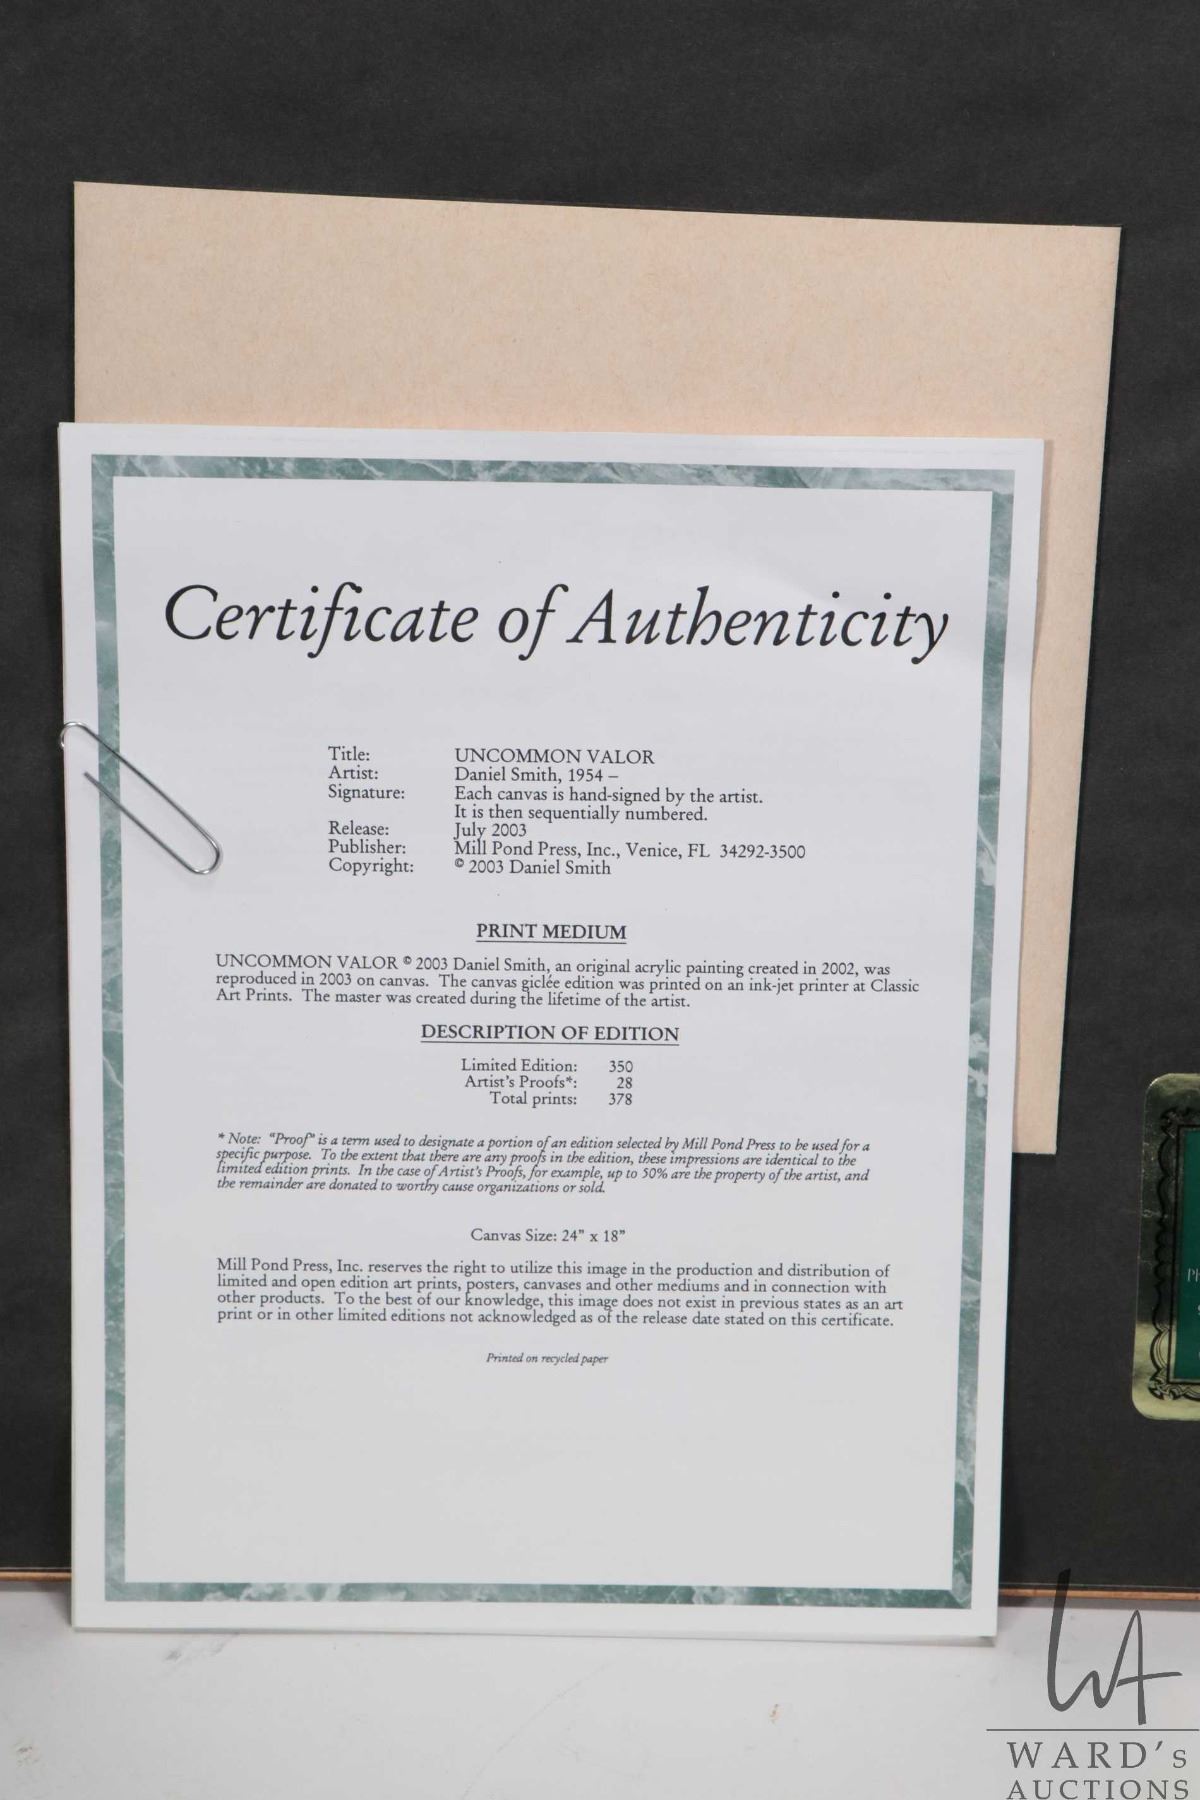 Certificate of Authenticity
Title: UNCOMMON VALOR
Artist: Daniel Smith, 1954 –
Signature: Each canvas is hand-signed by the artist.
It is then sequentially numbered.
Release: July 2003
Publisher: Mill Pond Press, Inc., Venice, FL 34292-3500
Copyright: © 2003 Daniel Smith
PRINT MEDIUM
UNCOMMON VALOR © 2003 Daniel Smith, an original acrylic painting created in 2002, was
reproduced in 2003 on canvas. The canvas giclée edition was printed on an ink-jet printer at Classic
Art Prints. The master was created during the lifetime of the artist.
DESCRIPTION OF EDITION
Limited Edition: 350
Artist's Proofs*: 28
Total prints: 378
* Note: "Proof" is a term used to designate a portion of an edition selected by Mill Pond Press to be used for a
specific purpose. To the extent that there are any proofs in the edition, these impressions are identical to the
limited edition prints. In the case of Artist's Proofs, for example, up to 50% are the property of the artist, and
the remainder are donated to worthy cause organizations or sold.
Canvas Size: 24" x 18"
Mill Pond Press, Inc. reserves the right to utilize this image in the production and distribution of
limited and open edition art prints, posters, canvases and other mediums and in connection with
other products. To the best of our knowledge, this image does not exist in previous states as an art
print or in other limited editions not acknowledged as of the release date stated on this certificate.
Printed on recycled paper
WA
WARD'S
AUCTIONS